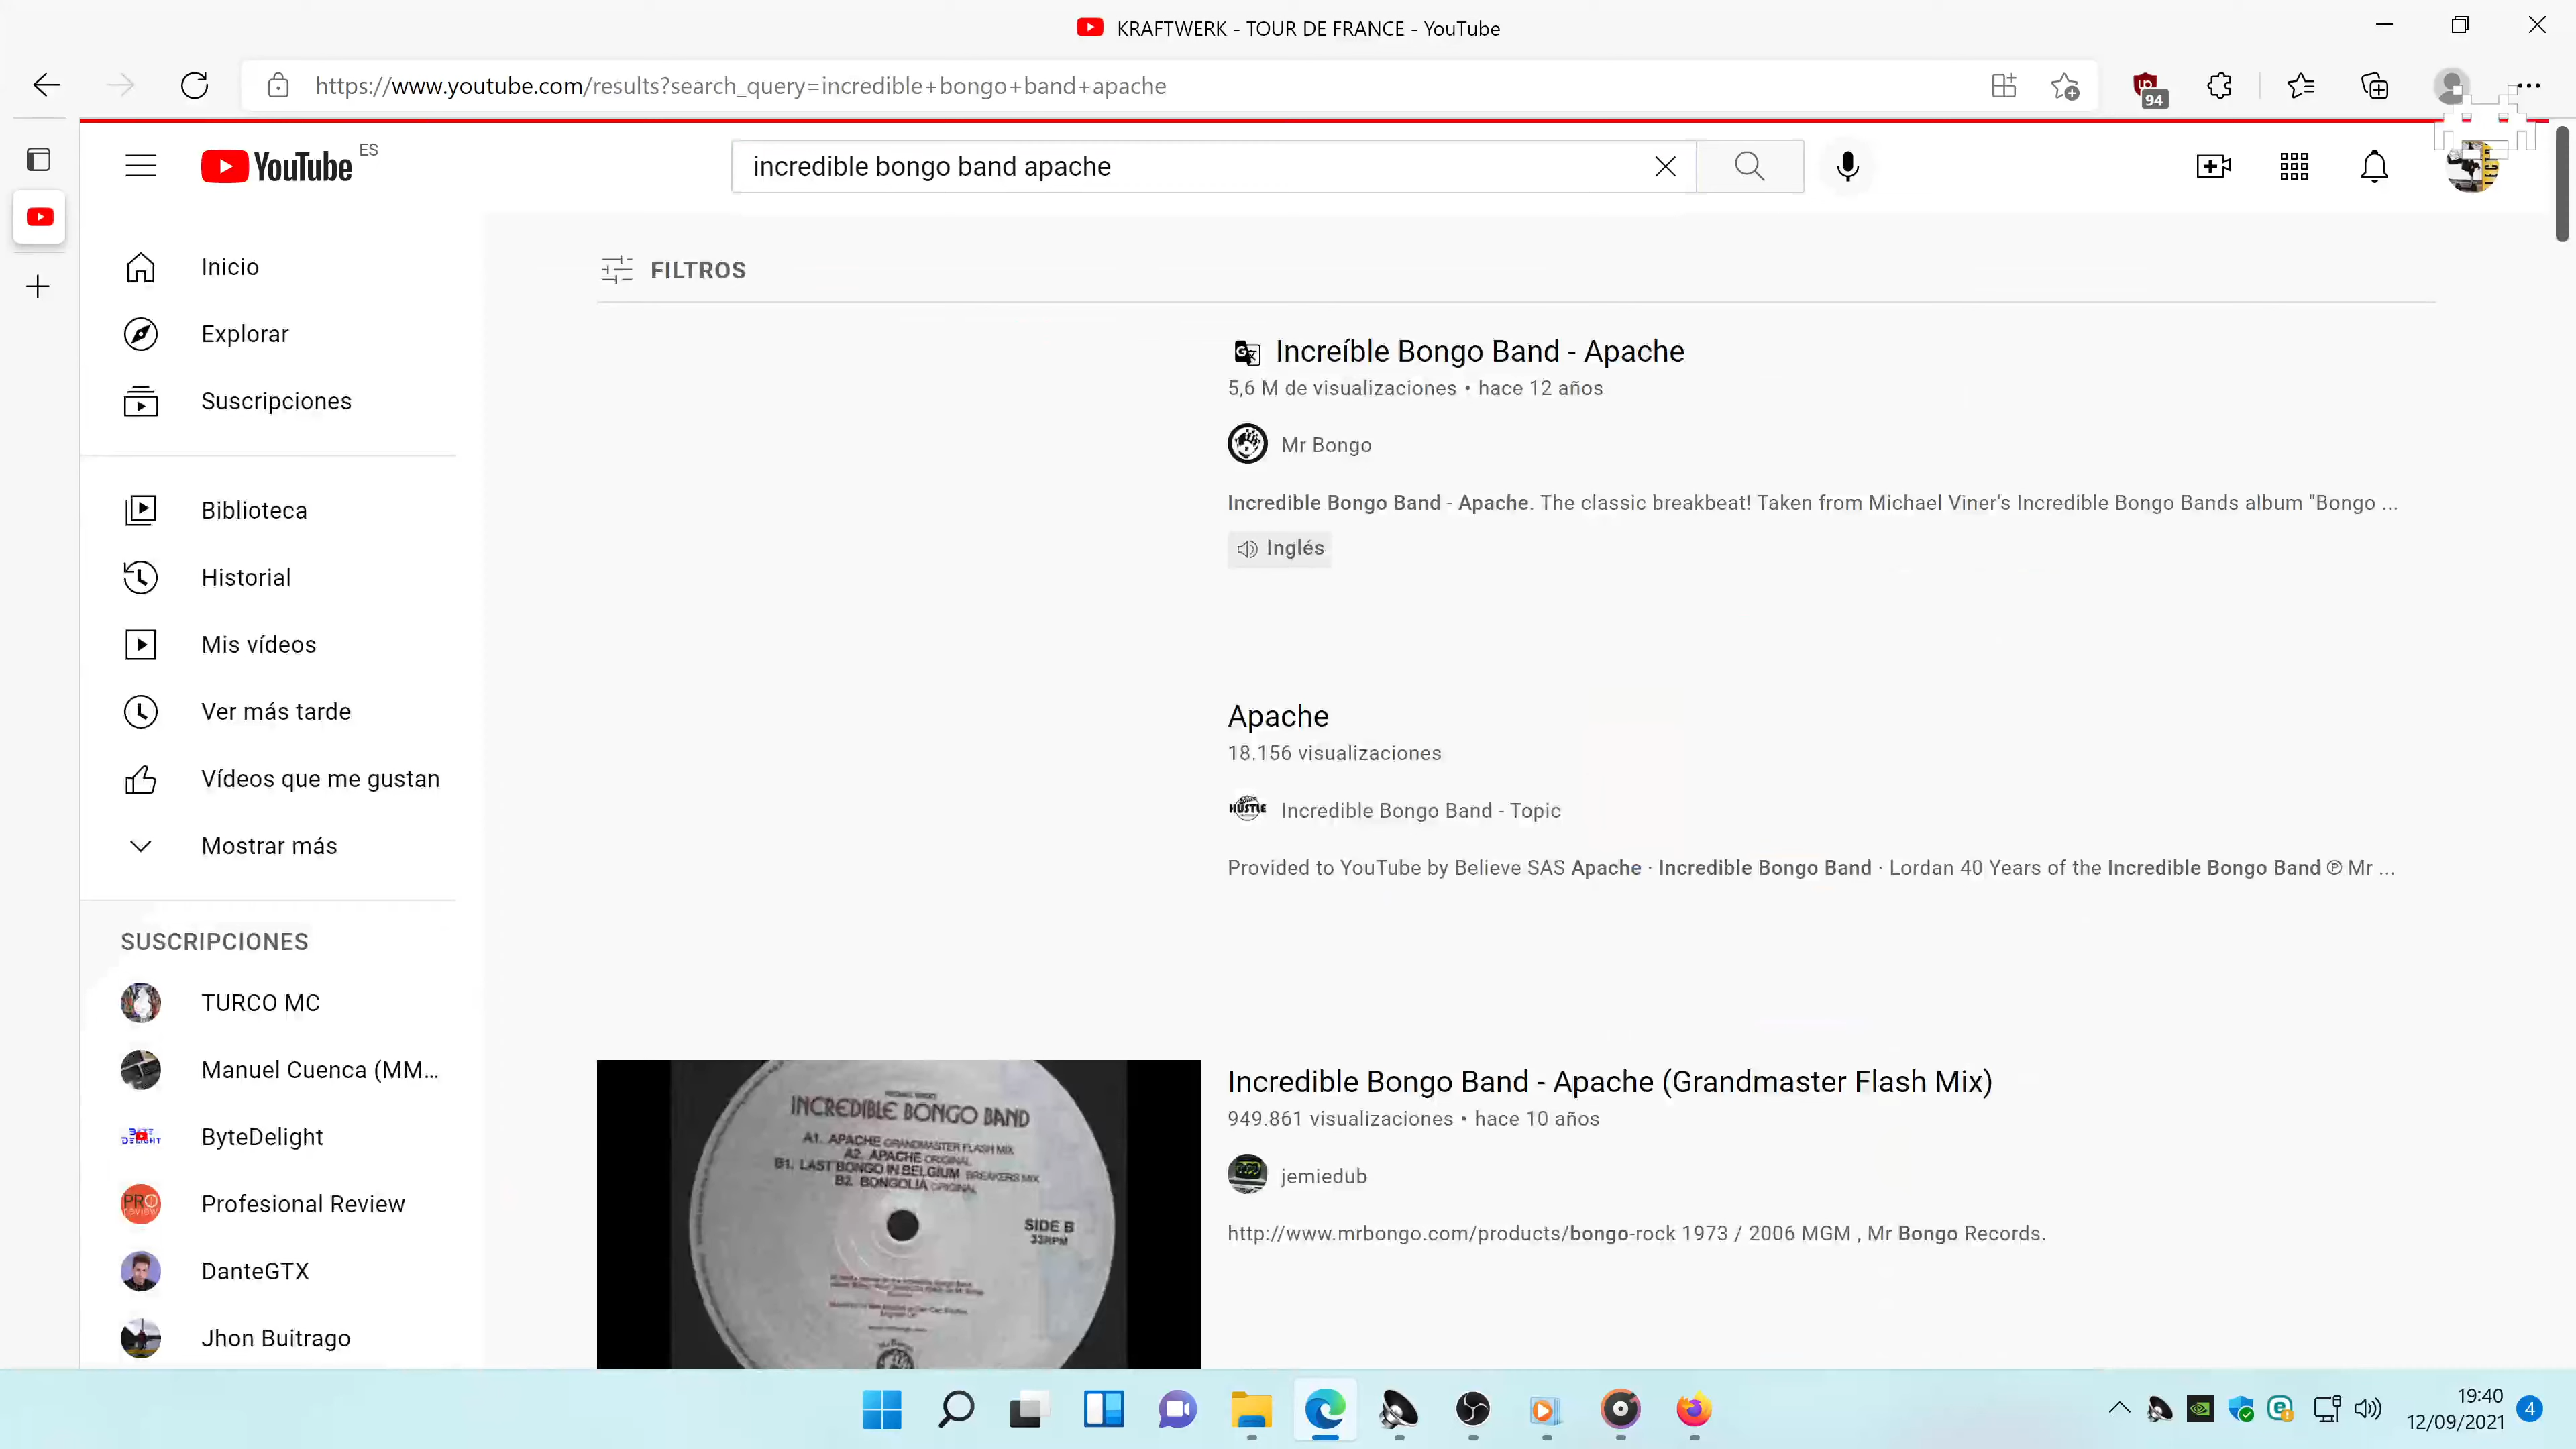 KRAFTWERK - TOUR DE FRANCE - YouTube
https://www.youtube.com/results?search_query=incredible+bongo+band+apache
94
YouTube ES
incredible bongo band apache
Inicio
Explorar
Suscripciones
Biblioteca
Historial
Mis vídeos
Ver más tarde
Vídeos que me gustan
Mostrar más
SUSCRIPCIONES
TURCO MC
Manuel Cuenca (MM...
BYTE DELIGHT
ByteDelight
PRO review
Profesional Review
DanteGTX
Jhon Buitrago
FILTROS
Increíble Bongo Band - Apache
5,6 M de visualizaciones • hace 12 años
Mr Bongo
Incredible Bongo Band - Apache. The classic breakbeat! Taken from Michael Viner's Incredible Bongo Bands album "Bongo ...
Inglés
Apache
18.156 visualizaciones
HUSTLE
Incredible Bongo Band - Topic
Provided to YouTube by Believe SAS Apache · Incredible Bongo Band · Lordan 40 Years of the Incredible Bongo Band ℗ Mr ...
INCREDIBLE BONGO BAND
A1. APACHE GRANDMASTER FLASH MIX
A2. APACHE ORIGINAL
B1. LAST BONGO IN BELGIUM BREAKERS MIX
B2. BONGOLIA ORIGINAL
SIDE B
33RPM
Incredible Bongo Band - Apache (Grandmaster Flash Mix)
949.861 visualizaciones • hace 10 años
jemiedub
http://www.mrbongo.com/products/bongo-rock 1973 / 2006 MGM , Mr Bongo Records.
19:40
12/09/2021
4